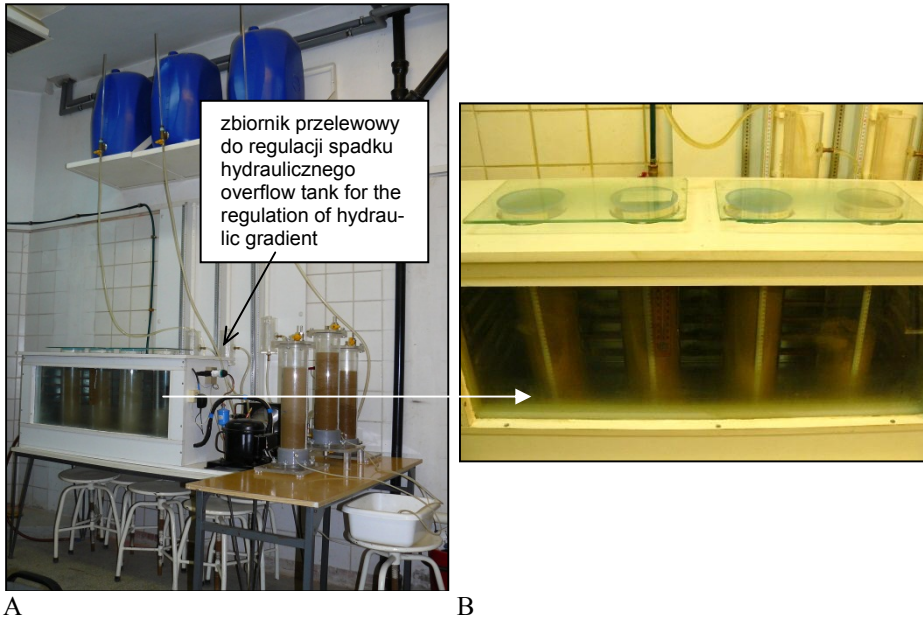 zbiornik przelewowy
do regulacji spadku
hydraulicznego
overflow tank for the
regulation of hydrau-
lic gradient
A
B